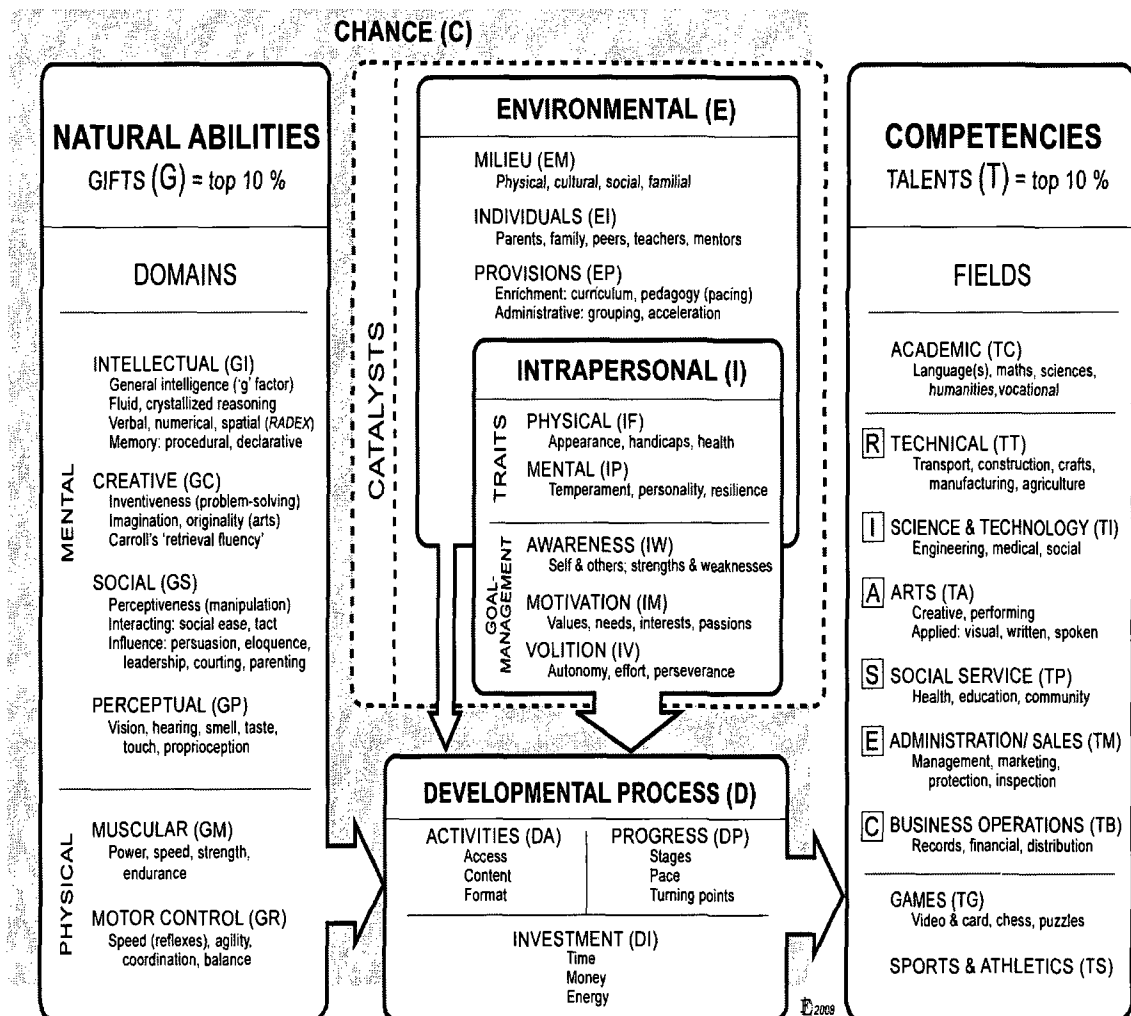 CHANCE (C)
NATURAL ABILITIES
GIFTS (G) = top 10 %
DOMAINS
MENTAL
INTELLECTUAL (GI)
General intelligence ('g' factor)
Fluid, crystallized reasoning
Verbal, numerical, spatial (RADEX)
Memory: procedural, declarative
CREATIVE (GC)
Inventiveness (problem-solving)
Imagination, originality (arts)
Carroll's 'retrieval fluency'
SOCIAL (GS)
Perceptiveness (manipulation)
Interacting: social ease, tact
Influence: persuasion, eloquence,
leadership, courting, parenting
PERCEPTUAL (GP)
Vision, hearing, smell, taste,
touch, proprioception
PHYSICAL
MUSCULAR (GM)
Power, speed, strength,
endurance
MOTOR CONTROL (GR)
Speed (reflexes), agility,
coordination, balance
CATALYSTS
ENVIRONMENTAL (E)
MILIEU (EM)
Physical, cultural, social, familial
INDIVIDUALS (EI)
Parents, family, peers, teachers, mentors
PROVISIONS (EP)
Enrichment: curriculum, pedagogy (pacing)
Administrative: grouping, acceleration
INTRAPERSONAL (I)
TRAITS
PHYSICAL (IF)
Appearance, handicaps, health
MENTAL (IP)
Temperament, personality, resilience
GOAL-
MANAGEMENT
AWARENESS (IW)
Self & others; strengths & weaknesses
MOTIVATION (IM)
Values, needs, interests, passions
VOLITION (IV)
Autonomy, effort, perseverance
DEVELOPMENTAL PROCESS (D)
ACTIVITIES (DA)
Access
Content
Format
PROGRESS (DP)
Stages
Pace
Turning points
INVESTMENT (DI)
Time
Money
Energy
COMPETENCIES
TALENTS (T) = top 10 %
FIELDS
ACADEMIC (TC)
Language(s), maths, sciences,
humanities, vocational
R TECHNICAL (TT)
Transport, construction, crafts,
manufacturing, agriculture
I SCIENCE & TECHNOLOGY (TI)
Engineering, medical, social
A ARTS (TA)
Creative, performing
Applied: visual, written, spoken
S SOCIAL SERVICE (TP)
Health, education, community
E ADMINISTRATION/ SALES (TM)
Management, marketing,
protection, inspection
C BUSINESS OPERATIONS (TB)
Records, financial, distribution
GAMES (TG)
Video & card, chess, puzzles
SPORTS & ATHLETICS (TS)
2009